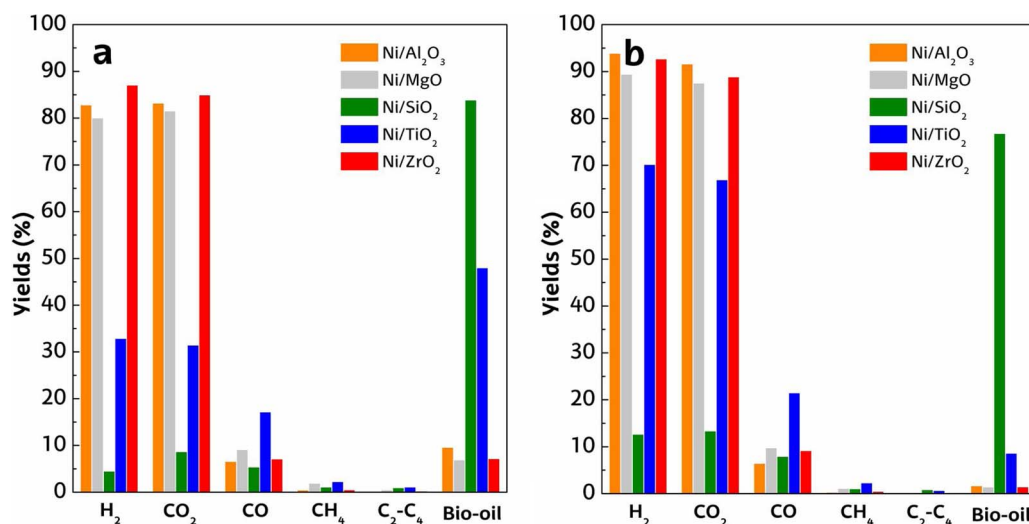 a
Ni/Al₂O₃
Ni/MgO
Ni/SiO₂
Ni/TiO₂
Ni/ZrO₂
Yields (%)
100
90
80
70
60
50
40
30
20
10
0
H₂ CO₂ CO CH₄ C₂-C₄ Bio-oil
b
Ni/Al₂O₃
Ni/MgO
Ni/SiO₂
Ni/TiO₂
Ni/ZrO₂
Yields (%)
100
90
80
70
60
50
40
30
20
10
0
H₂ CO₂ CO CH₄ C₂-C₄ Bio-oil